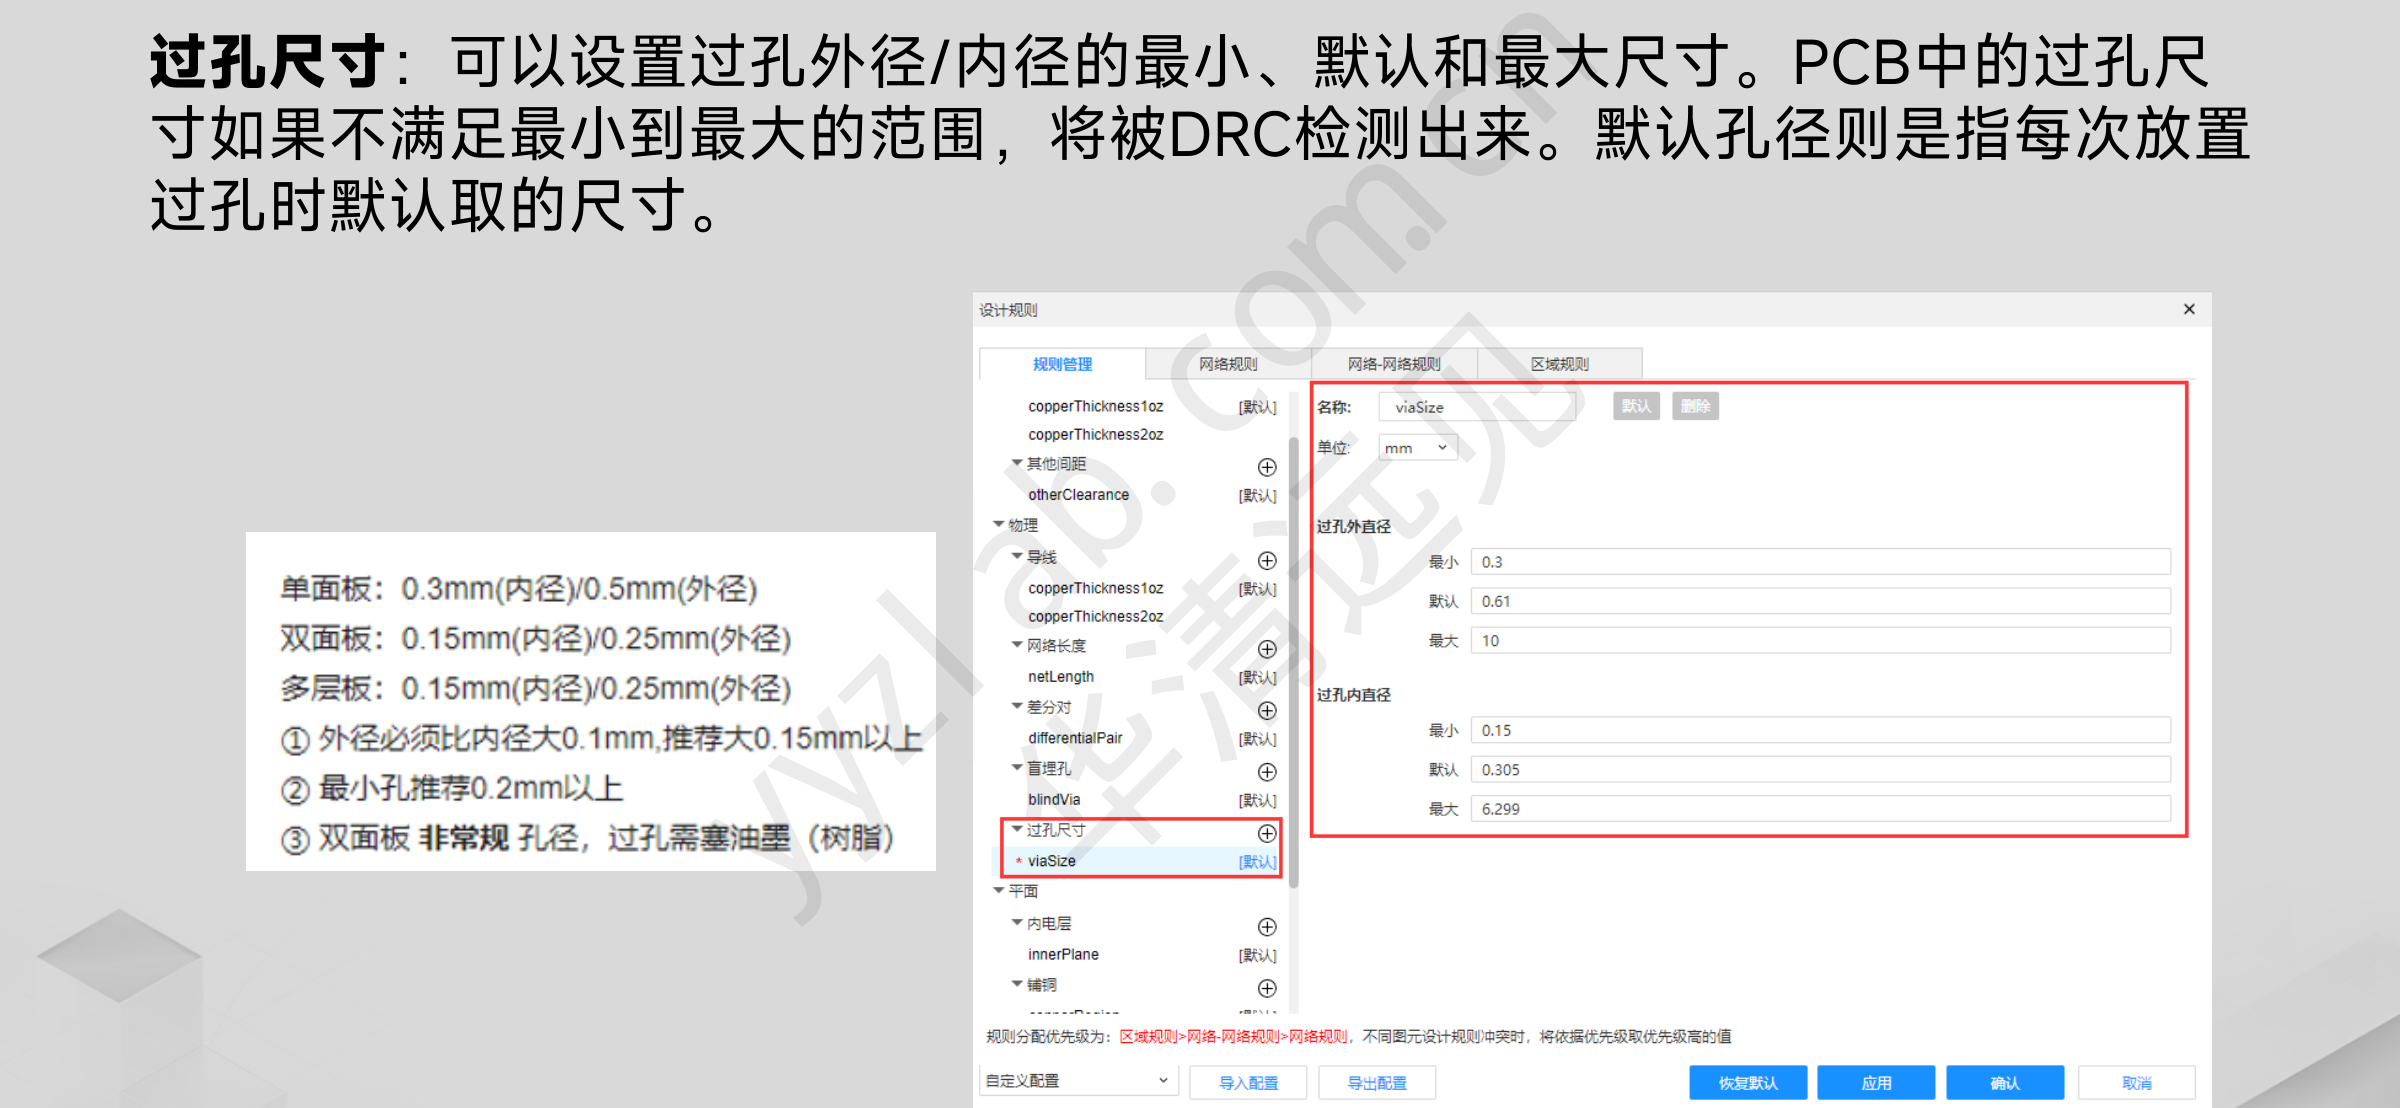 过孔尺寸：可以设置过孔外径/内径的最小、默认和最大尺寸。PCB中的过孔尺
寸如果不满足最小到最大的范围，将被DRC检测出来。默认孔径则是指每次放置
过孔时默认取的尺寸。
单面板：0.3mm(内径)/0.5mm(外径)
双面板：0.15mm(内径)/0.25mm(外径)
多层板：0.15mm(内径)/0.25mm(外径)
① 外径必须比内径大0.1mm,推荐大0.15mm以上
② 最小孔推荐0.2mm以上
③ 双面板 非常规 孔径，过孔需塞油墨（树脂）
设计规则 ×
规则管理 网络规则 网络-网络规则 区域规则
copperThickness1oz [默认]
copperThickness2oz
其他间距
otherClearance [默认]
物理
导线
copperThickness1oz [默认]
copperThickness2oz
网络长度
netLength [默认]
差分对
differentialPair [默认]
盲埋孔
blindVia [默认]
过孔尺寸
* viaSize [默认]
平面
内电层
innerPlane [默认]
铺铜
名称: viaSize 默认 删除
单位: mm
过孔外直径
最小 0.3
默认 0.61
最大 10
过孔内直径
最小 0.15
默认 0.305
最大 6.299
规则分配优先级为：区域规则>网络-网络规则>网络规则，不同图元设计规则冲突时，将依据优先级取优先级高的值
自定义配置 导入配置 导出配置 恢复默认 应用 确认 取消
yyzlab.com.cn
华清远见